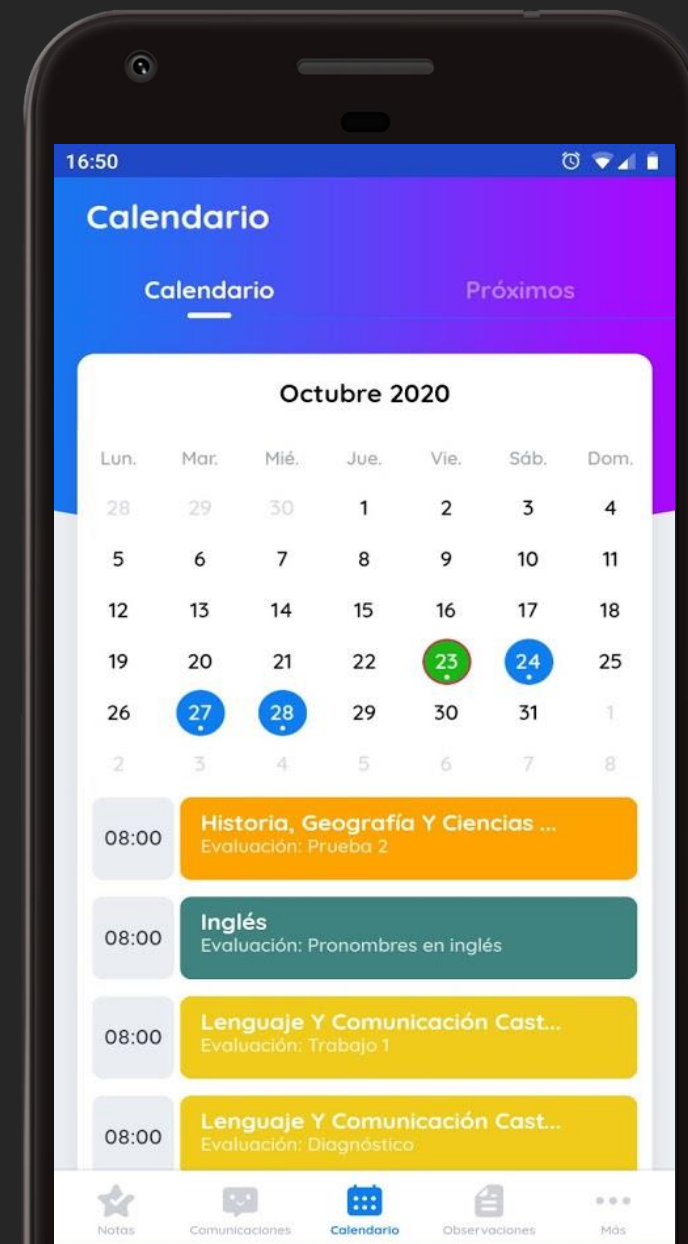 16:50
Calendario
Calendario Próximos
Octubre 2020
Lun. Mar. Mié. Jue. Vie. Sáb. Dom.
28 29 30 1 2 3 4
5 6 7 8 9 10 11
12 13 14 15 16 17 18
19 20 21 22 23 24 25
26 27 28 29 30 31 1
2 3 4 5 6 7 8
08:00 Historia, Geografía Y Ciencias ...
Evaluación: Prueba 2
08:00 Inglés
Evaluación: Pronombres en inglés
08:00 Lenguaje Y Comunicación Cast...
Evaluación: Trabajo 1
08:00 Lenguaje Y Comunicación Cast...
Evaluación: Diagnóstico
Notas Comunicaciones Calendario Observaciones Más